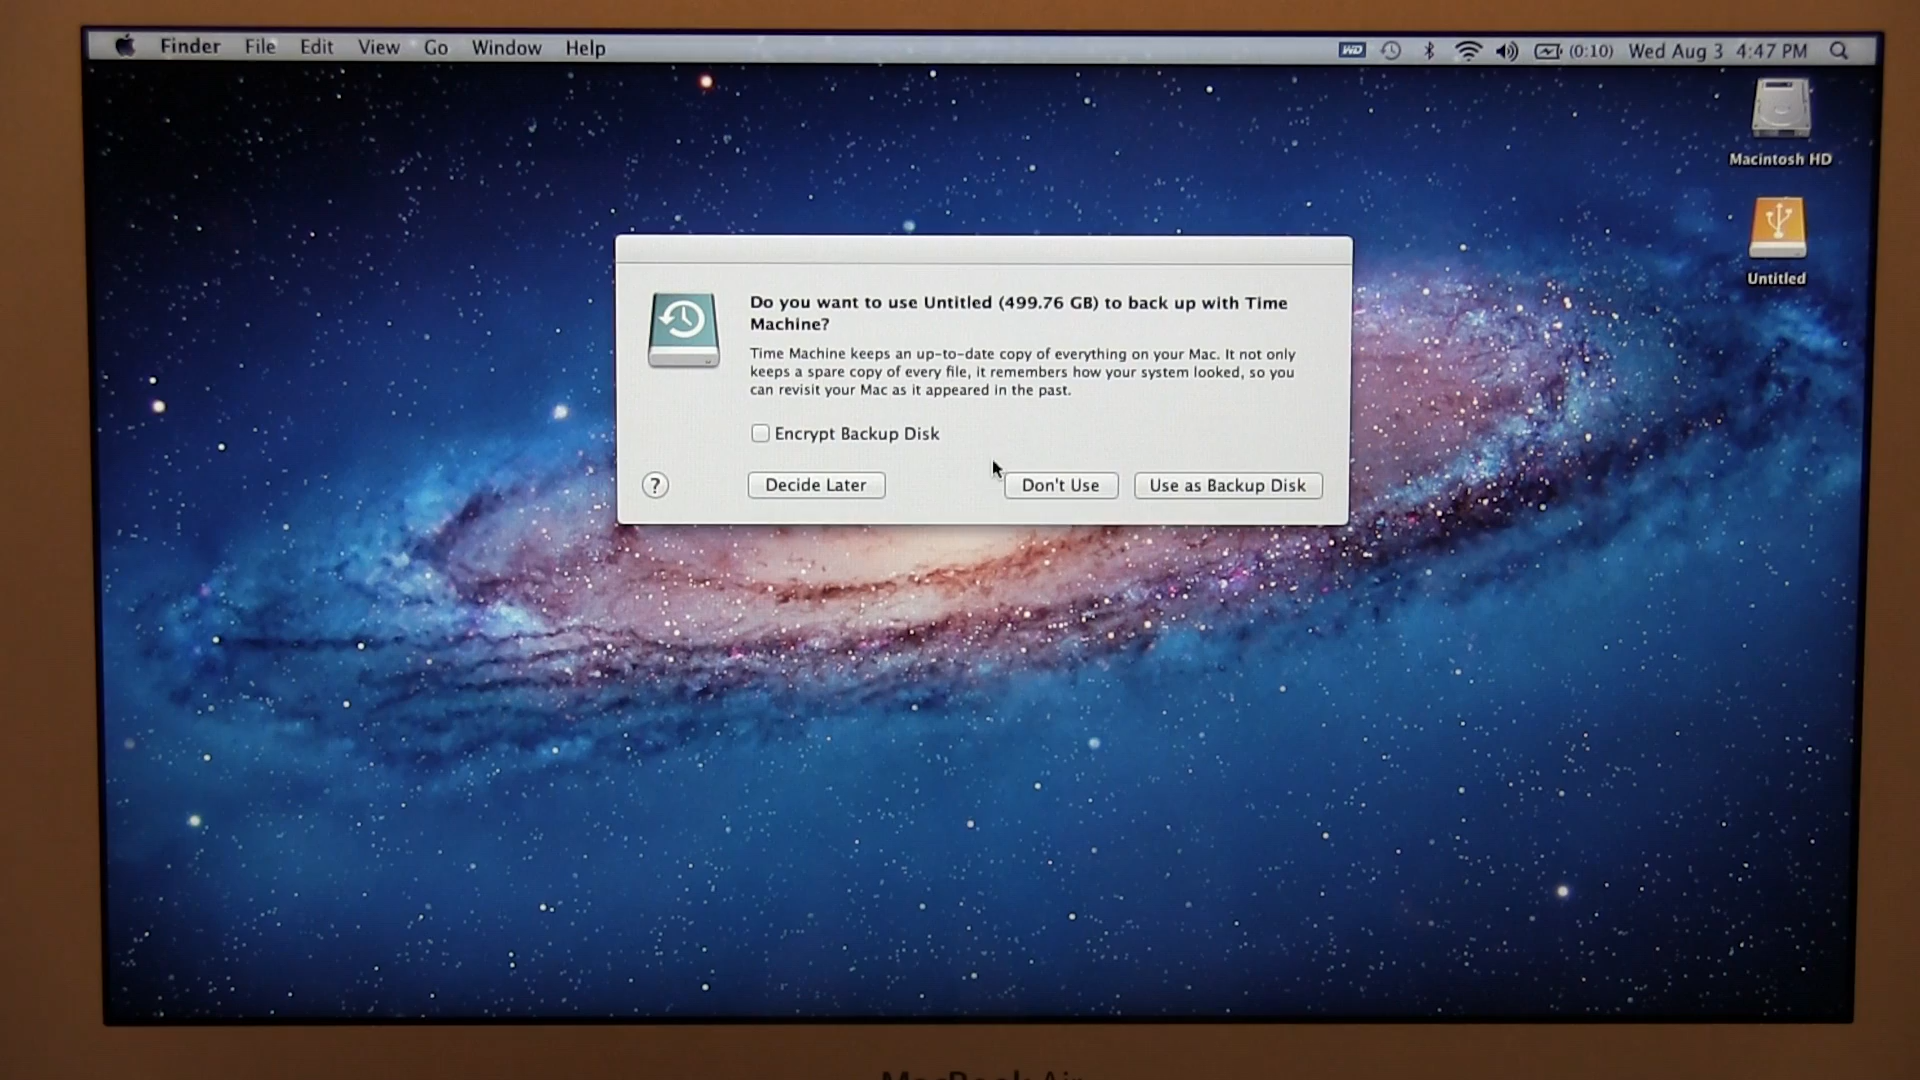 Finder File Edit View Go Window Help
WD (0:10) Wed Aug 3 4:47 PM
Macintosh HD
Untitled
Do you want to use Untitled (499.76 GB) to back up with Time
Machine?
Time Machine keeps an up-to-date copy of everything on your Mac. It not only
keeps a spare copy of every file, it remembers how your system looked, so you
can revisit your Mac as it appeared in the past.
Encrypt Backup Disk
? Decide Later Don't Use Use as Backup Disk
MacBook Air